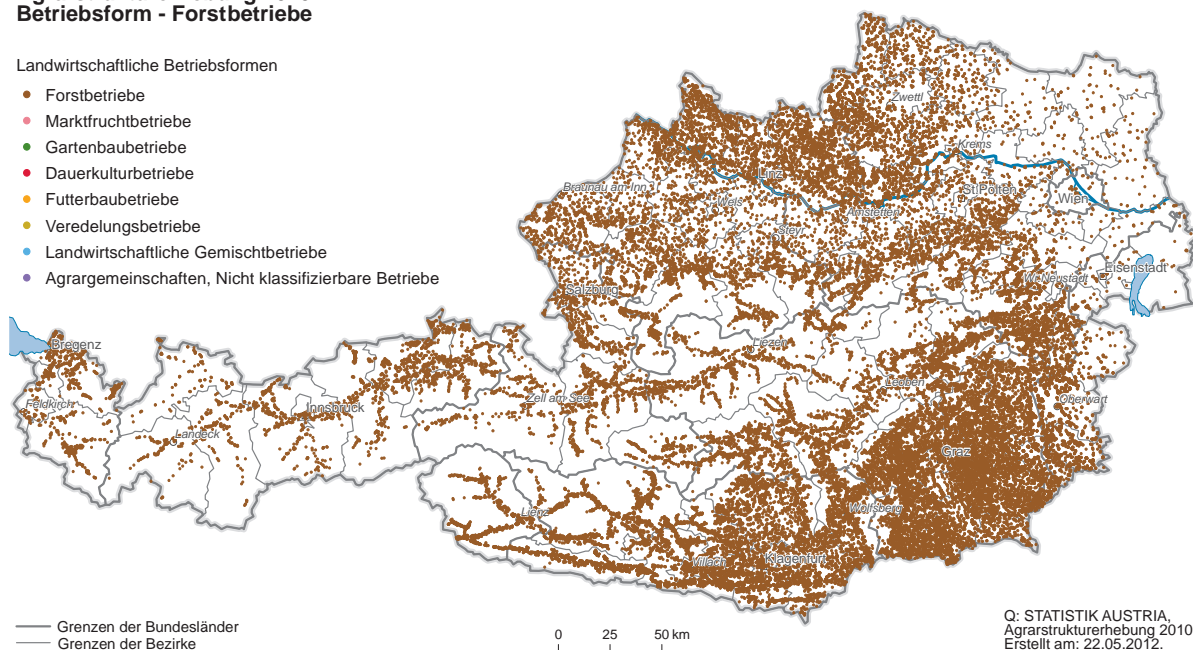 Betriebsform - Forstbetriebe
Landwirtschaftliche Betriebsformen
Forstbetriebe
Marktfruchtbetriebe
Gartenbaubetriebe
Dauerkulturbetriebe
Futterbaubetriebe
Veredelungsbetriebe
Landwirtschaftliche Gemischtbetriebe
Agrargemeinschaften, Nicht klassifizierbare Betriebe
Zwettl
Krems
Linz
Braunau am Inn
Wels
St.Pölten
Wien
Amstetten
Steyr
Eisenstadt
Wr.Neustadt
Salzburg
Bregenz
Liezen
Leoben
Zell am See
Oberwart
Feldkirch
Innsbruck
Landeck
Graz
Wolfsberg
Lienz
Villach
Klagenfurt
Grenzen der Bundesländer
Grenzen der Bezirke
0 25 50 km
Q: STATISTIK AUSTRIA,
Agrarstrukturerhebung 2010
Erstellt am: 22.05.2012.